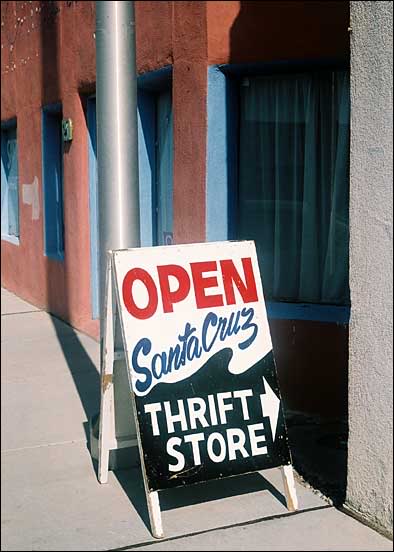 OPEN
Santa Cruz
THRIFT
STORE